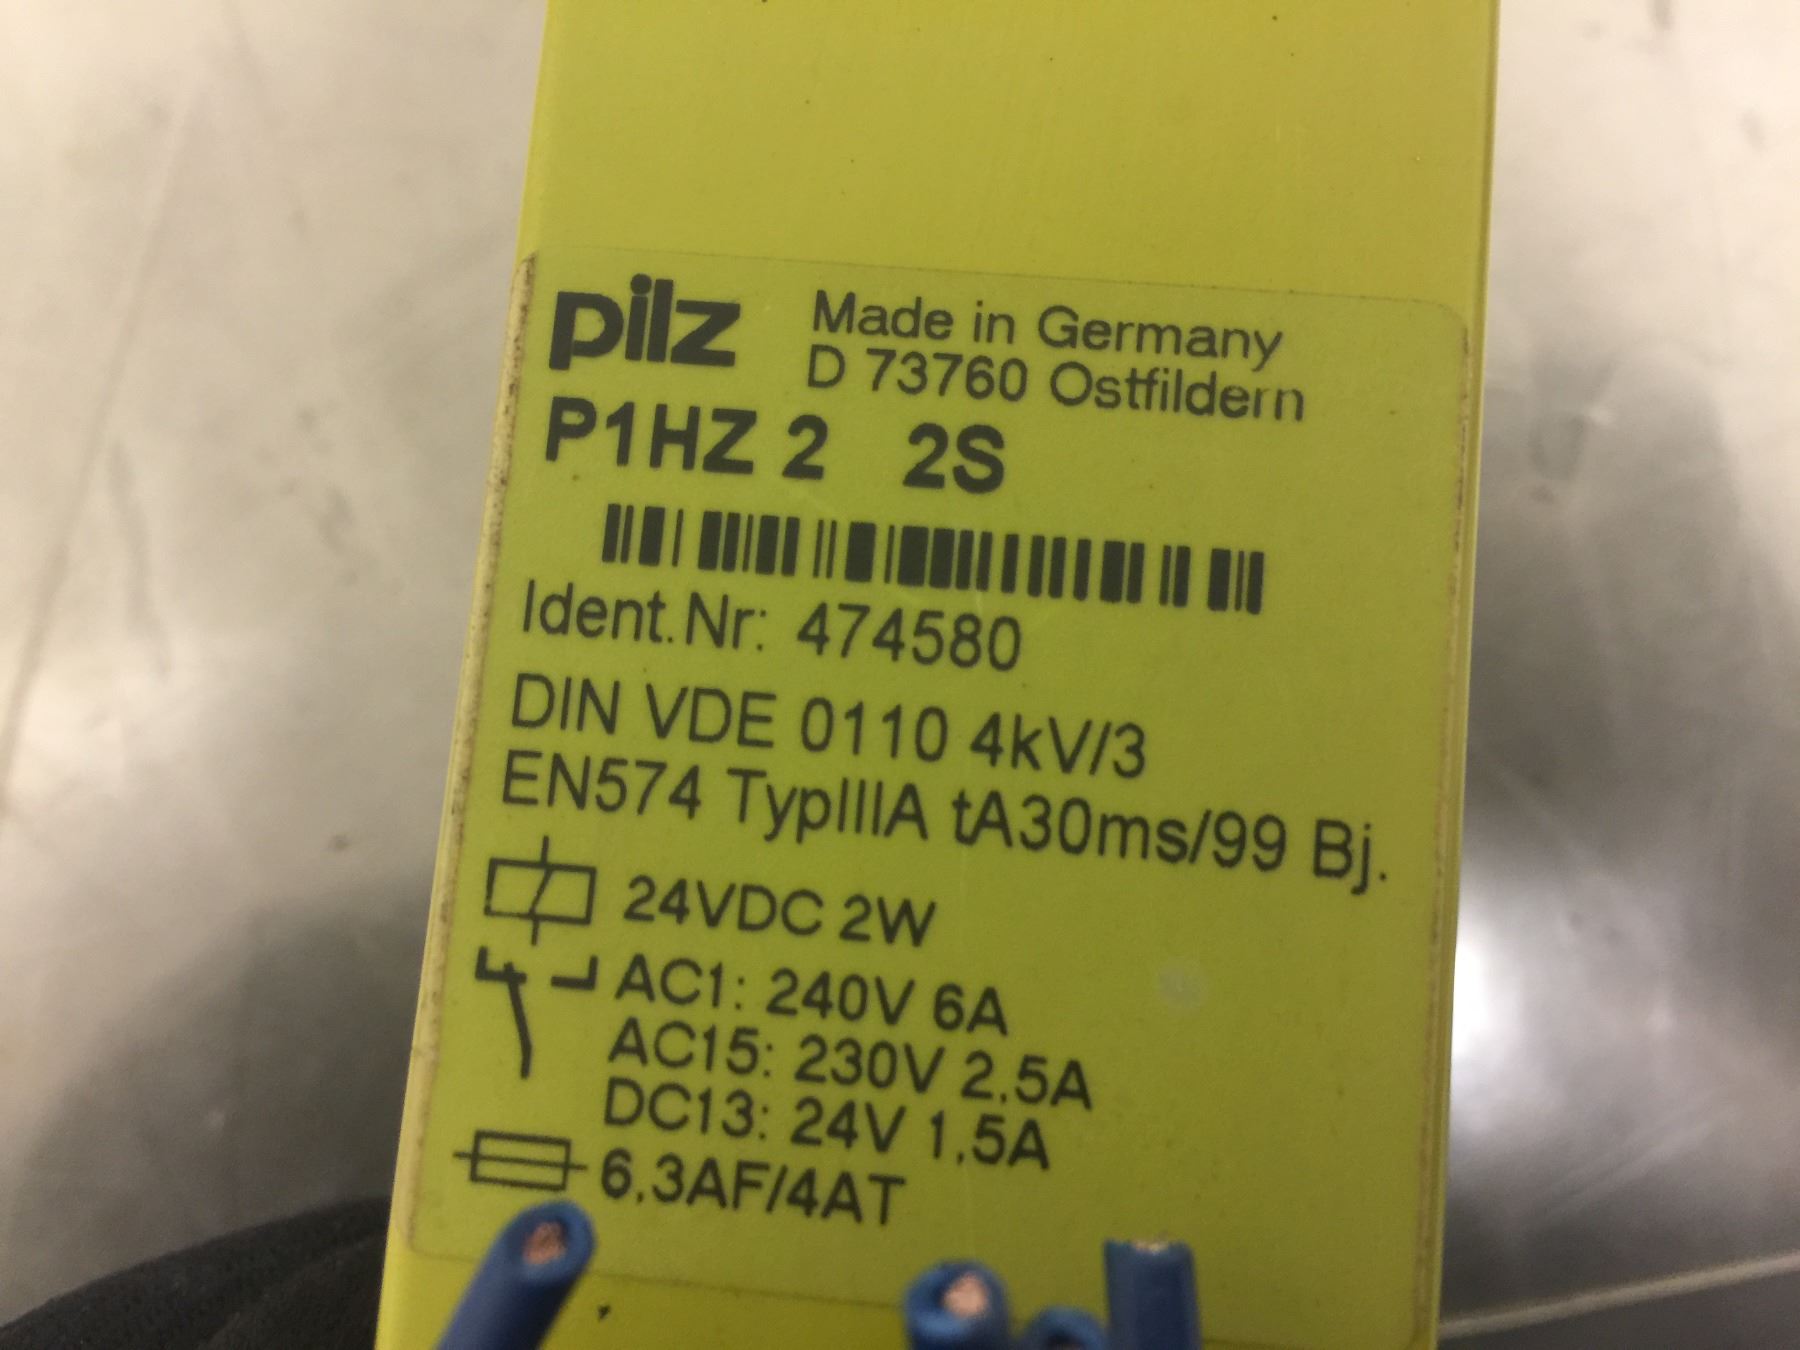 pilz
Made in Germany
D 73760 Ostfildern
P1HZ 2 2S
Ident.Nr: 474580
DIN VDE 0110 4kV/3
EN574 TypIIIA tA30ms/99 Bj.
24VDC 2W
AC1: 240V 6A
AC15: 230V 2.5A
DC13: 24V 1.5A
6.3AF/4AT